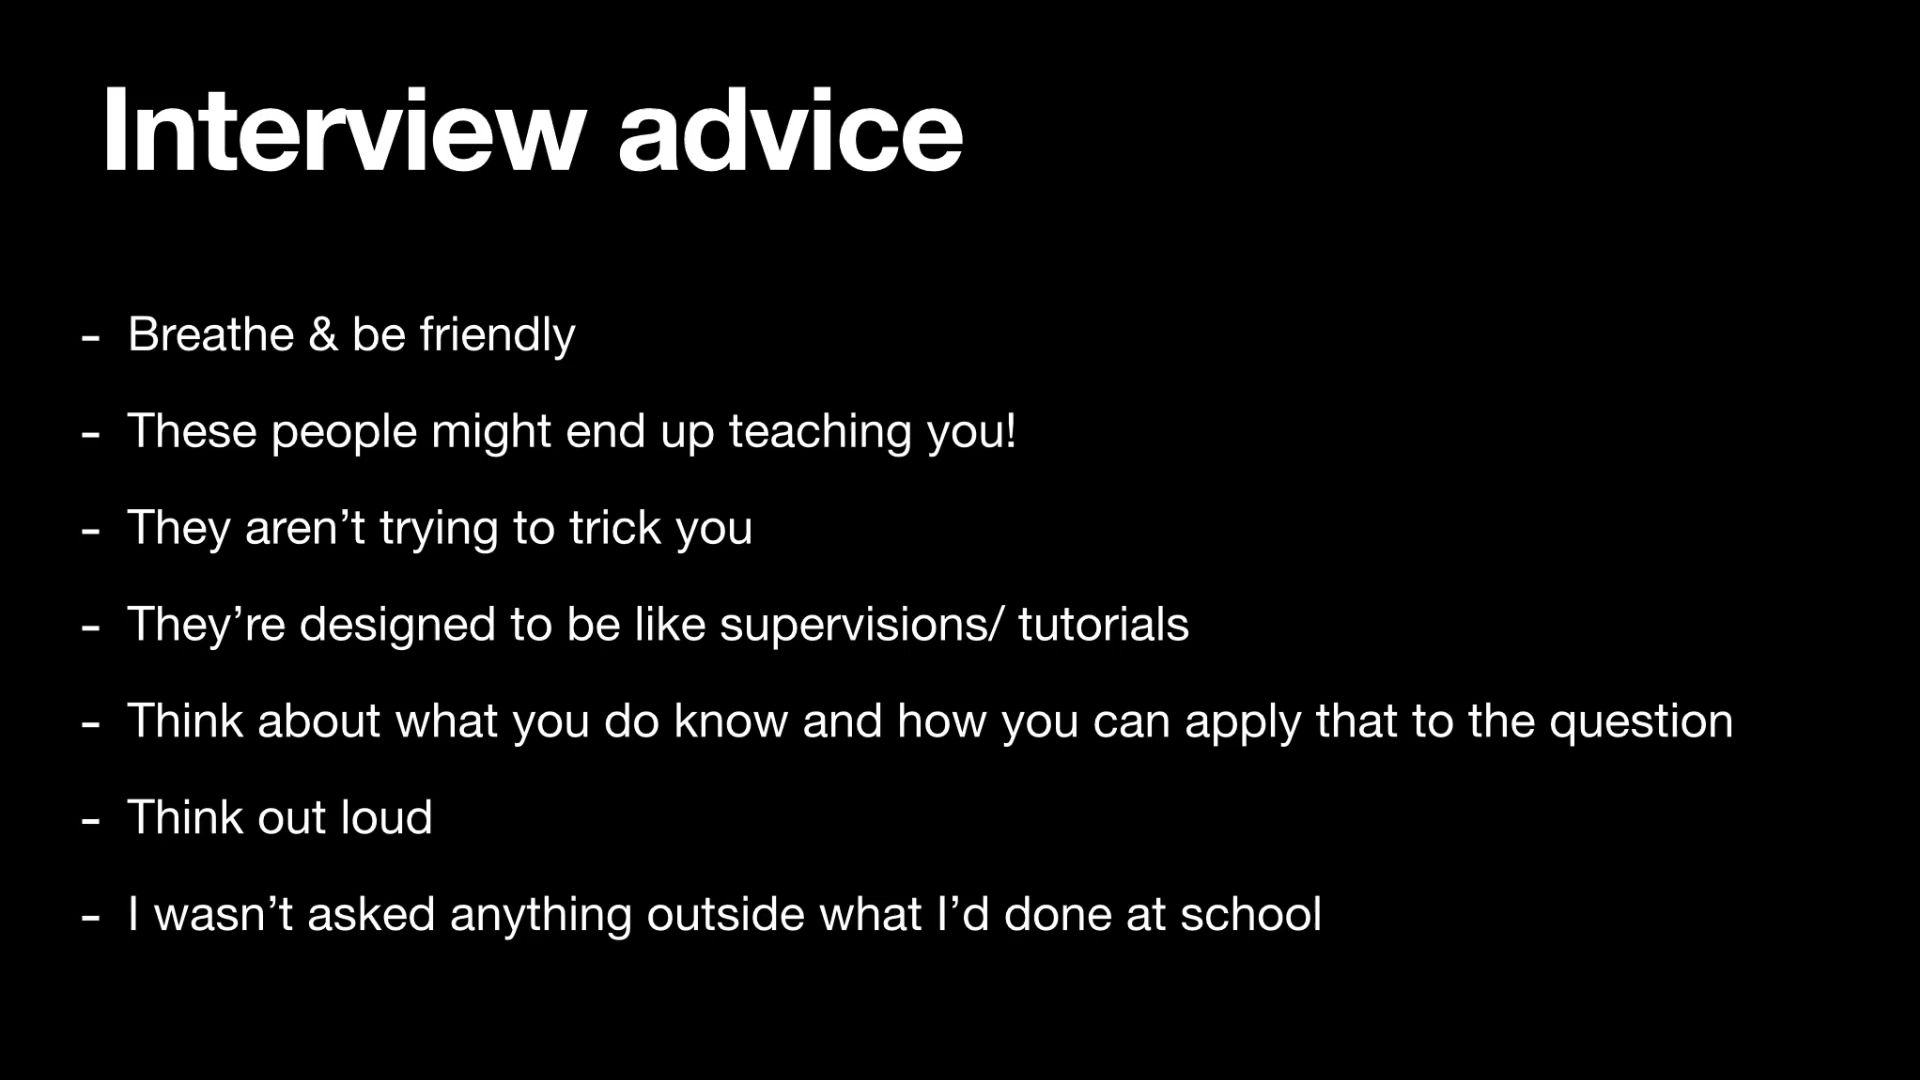 Interview advice
- Breathe & be friendly
- These people might end up teaching you!
- They aren’t trying to trick you
- They’re designed to be like supervisions/ tutorials
- Think about what you do know and how you can apply that to the question
- Think out loud
- I wasn’t asked anything outside what I’d done at school